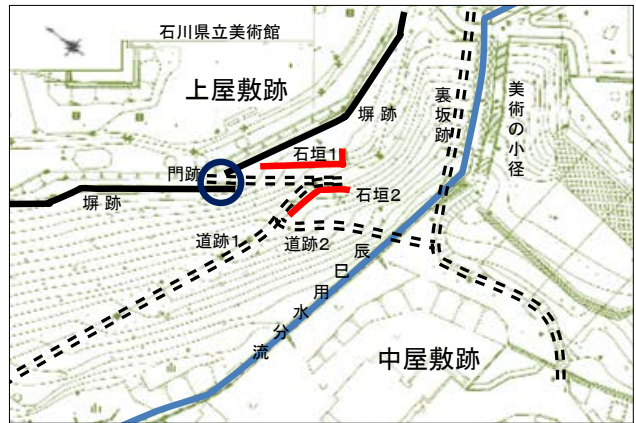 石川県立美術館
上屋敷跡
塀跡
裏坂跡
美術の小径
石垣1
門跡
石垣2
塀跡
道跡1
道跡2
辰巳用水分流
中屋敷跡